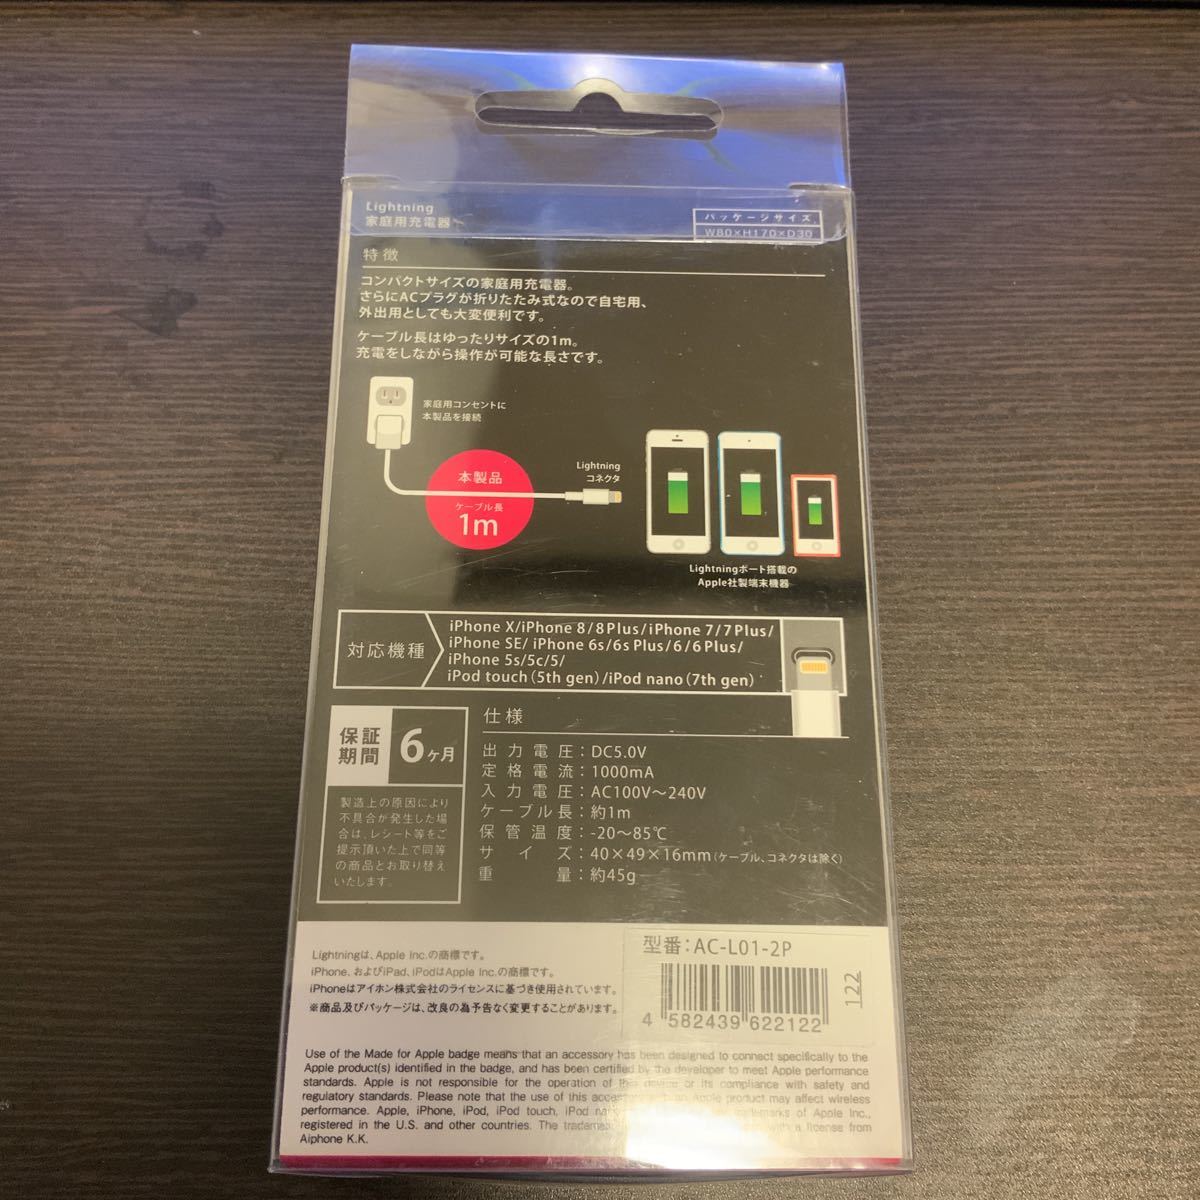 Lightning
家庭用充電器
パッケージサイズ
W80×H170×D30
特徴
コンパクトサイズの家庭用充電器。
さらにACプラグが折りたたみ式なので自宅用、
外出用としても大変便利です。
ケーブル長はゆったりサイズの1m。
充電をしながら操作が可能な長さです。
家庭用コンセントに
本製品を接続
本製品
ケーブル長
1m
Lightning
コネクタ
Lightningポート搭載の
Apple社製端末機器
対応機種
iPhone X/iPhone 8/8Plus/iPhone 7/7Plus/
iPhone SE/ iPhone 6s/6s Plus/6/6Plus/
iPhone 5s/5c/5/
iPod touch(5th gen)/iPod nano(7th gen)
保証
期間
6ヶ月
製造上の原因により
不具合が発生した場
合は、レシート等をご
提示頂いた上で同等
の商品とお取り替え
いたします。
仕様
出力電圧:DC5.0V
定格電流:1000mA
入力電圧:AC100V〜240V
ケーブル長:約1m
保管温度:-20〜85℃
サイズ:40×49×16mm(ケーブル、コネクタは除く)
重量:約45g
Lightningは、Apple Inc.の商標です。
iPhone、およびiPad、iPodはApple Inc.の商標です。
iPhoneはアイホン株式会社のライセンスに基づき使用されています。
※商品及びパッケージは、改良の為予告なく変更することがあります。
型番:AC-L01-2P
122
4 582439 622122
Use of the Made for Apple badge means that an accessory has been designed to connect specifically to the
Apple product(s) identified in the badge, and has been certified by the developer to meet Apple performance
standards. Apple is not responsible for the operation of this device or its compliance with safety and
regulatory standards. Please note that the use of this accessory with an Apple product may affect wireless
performance. Apple, iPhone, iPod, iPod touch, iPod trademarks of Apple Inc.,
registered in the U.S. and other countries. The trademark with a license from
Aiphone K.K.